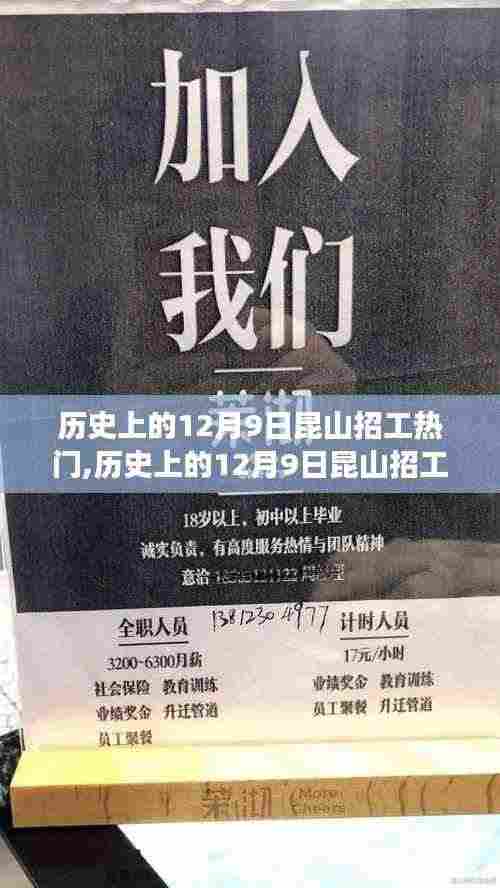 加入
我们
历史上的12月9日昆山招工热
门,历史上的12月9日昆山招工
18岁以上，初中以上毕业
诚实负责，有高度服务热情与团队精神
意洽
13812304977
全职人员
3200-6300月薪
社会保险 教育训练
业绩奖金 升迁管道
员工聚餐
计时人员
17元/小时
业绩奖金 教育训练
员工聚餐 升迁管道
More
Cheers